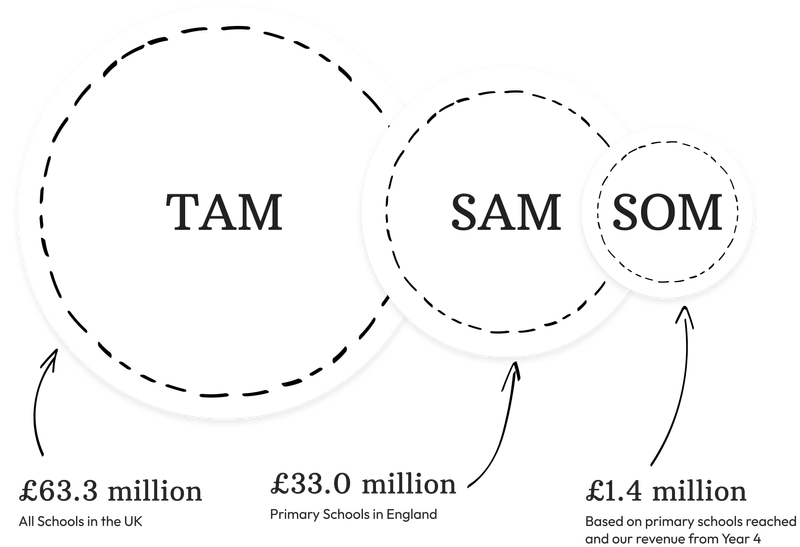 TAM
SAM
SOM
£63.3 million
All Schools in the UK
£33.0 million
Primary Schools in England
£1.4 million
Based on primary schools reached
and our revenue from Year 4